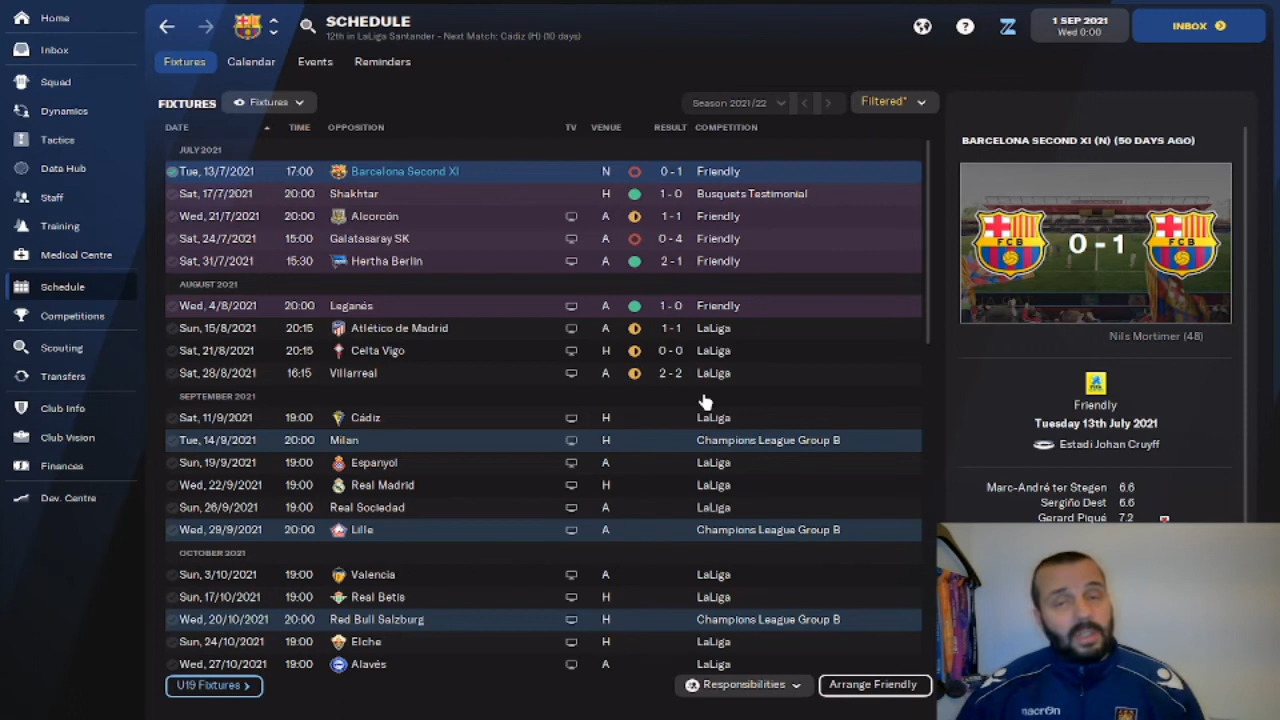 Home
SCHEDULE
12th in LaLiga Santander - Next Match: Cádiz (H) (10 days)
1 SEP 2021
Wed 0:00
INBOX
Inbox
Squad
Dynamics
Tactics
Data Hub
Staff
Training
Medical Centre
Schedule
Competitions
Scouting
Transfers
Club Info
Club Vision
Finances
Dev. Centre
Fixtures Calendar Events Reminders
FIXTURES Fixtures Season 2021/22 Filtered*
DATE TIME OPPOSITION TV VENUE RESULT COMPETITION
JULY 2021
Tue, 13/7/2021 17:00 Barcelona Second XI N 0 - 1 Friendly
Sat, 17/7/2021 20:00 Shakhtar H 1 - 0 Busquets Testimonial
Wed, 21/7/2021 20:00 Alcorcón A 1 - 1 Friendly
Sat, 24/7/2021 15:00 Galatasaray SK A 0 - 4 Friendly
Sat, 31/7/2021 15:30 Hertha Berlin A 2 - 1 Friendly
AUGUST 2021
Wed, 4/8/2021 20:00 Leganés A 1 - 0 Friendly
Sun, 15/8/2021 20:15 Atlético de Madrid A 1 - 1 LaLiga
Sat, 21/8/2021 20:15 Celta Vigo H 0 - 0 LaLiga
Sat, 28/8/2021 16:15 Villarreal A 2 - 2 LaLiga
SEPTEMBER 2021
Sat, 11/9/2021 19:00 Cádiz H LaLiga
Tue, 14/9/2021 20:00 Milan H Champions League Group B
Sun, 19/9/2021 19:00 Espanyol A LaLiga
Wed, 22/9/2021 19:00 Real Madrid H LaLiga
Sun, 26/9/2021 19:00 Real Sociedad A LaLiga
Wed, 29/9/2021 20:00 Lille A Champions League Group B
OCTOBER 2021
Sun, 3/10/2021 19:00 Valencia A LaLiga
Sun, 17/10/2021 19:00 Real Betis H LaLiga
Wed, 20/10/2021 20:00 Red Bull Salzburg H Champions League Group B
Sun, 24/10/2021 19:00 Elche H LaLiga
Wed, 27/10/2021 19:00 Alavés A LaLiga
U19 Fixtures > Responsibilities Arrange Friendly
BARCELONA SECOND XI (N) (50 DAYS AGO)
FCB 0 - 1 FCB
Nils Mortimer (48)
Friendly
Tuesday 13th July 2021
Estadi Johan Cruyff
Marc-André ter Stegen 6.6
Sergiño Dest 6.6
Gerard Piqué 7.2
macron